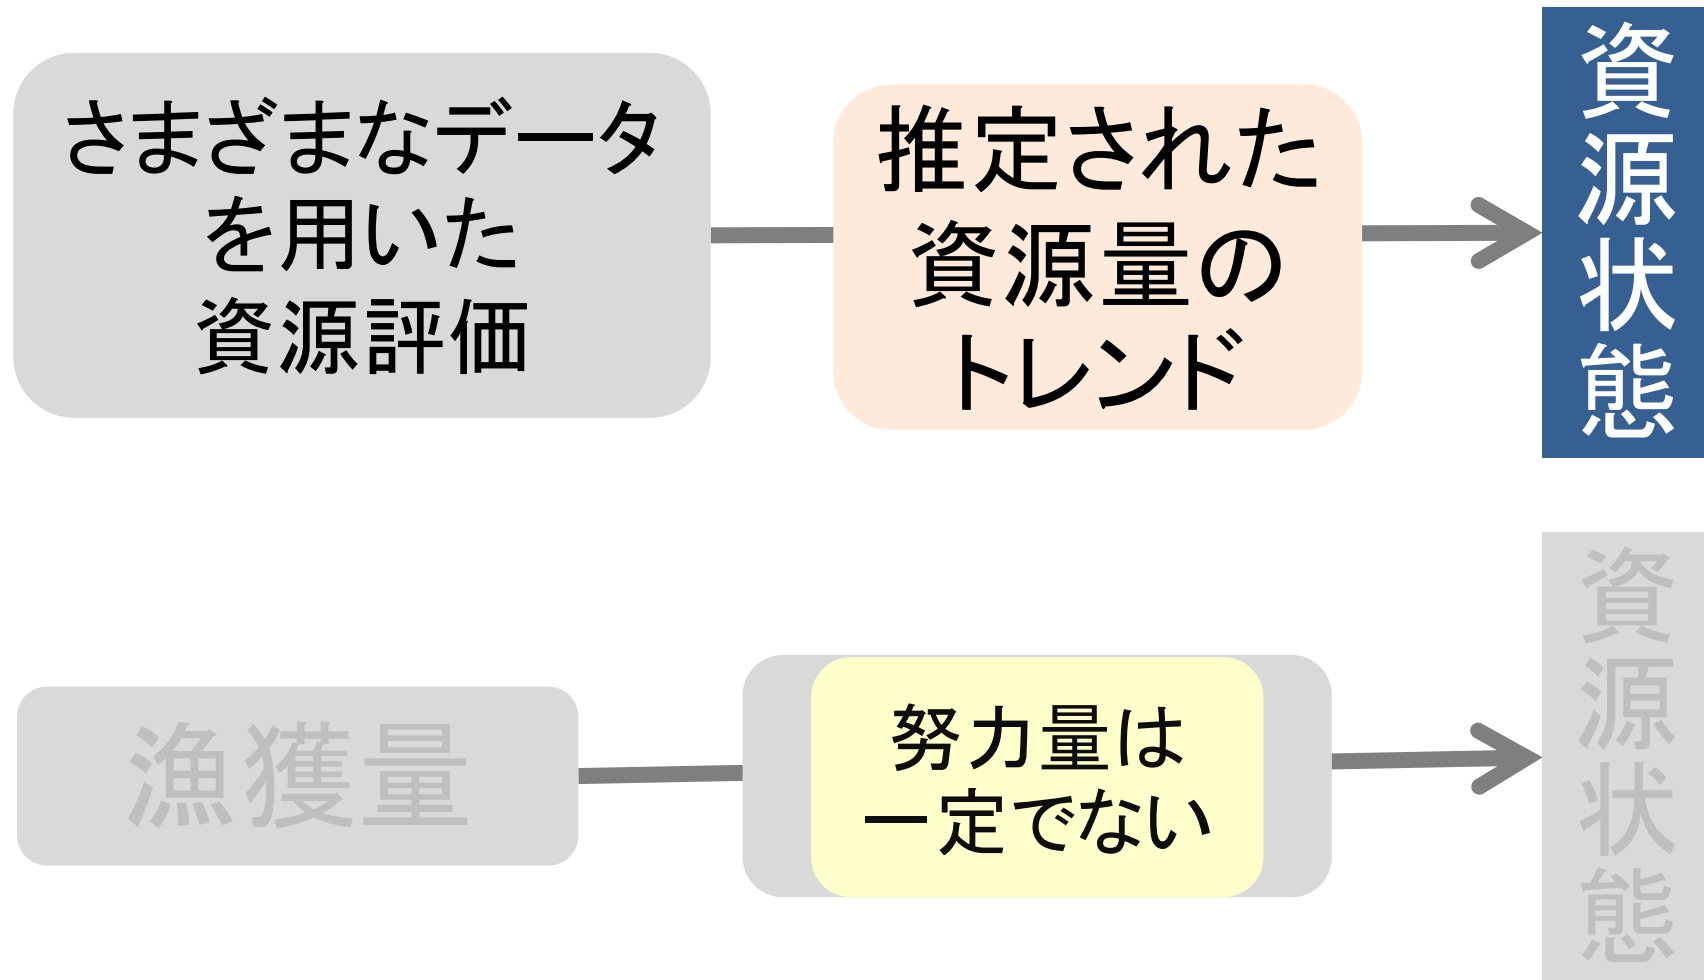 さまざまなデータ
を用いた
資源評価
推定された
資源量の
トレンド
資源状態
漁獲量
努力量は
一定でない
資源状態